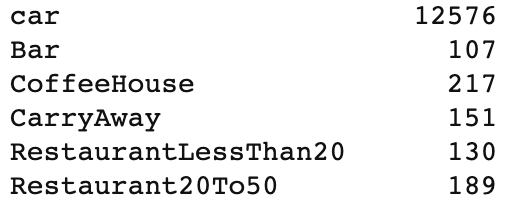 car 12576
Bar 107
CoffeeHouse 217
CarryAway 151
RestaurantLessThan20 130
Restaurant20To50 189